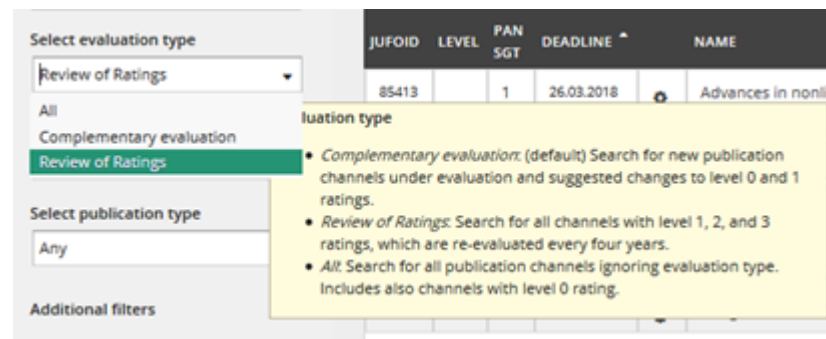 Select evaluation type
Review of Ratings
All
Complementary evaluation
Review of Ratings
Select publication type
Any
Additional filters
JUFOID LEVEL PAN SGT DEADLINE NAME
85413 1 26.03.2018 Advances in nonli
luation type
• Complementary evaluation: (default) Search for new publication
channels under evaluation and suggested changes to level 0 and 1
ratings.
• Review of Ratings: Search for all channels with level 1, 2, and 3
ratings, which are re-evaluated every four years.
• All: Search for all publication channels ignoring evaluation type.
Includes also channels with level 0 rating.